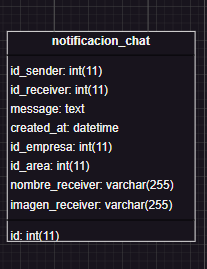 notificacion_chat
id_sender: int(11)
id_receiver: int(11)
message: text
created_at: datetime
id_empresa: int(11)
id_area: int(11)
nombre_receiver: varchar(255)
imagen_receiver: varchar(255)
id: int(11)